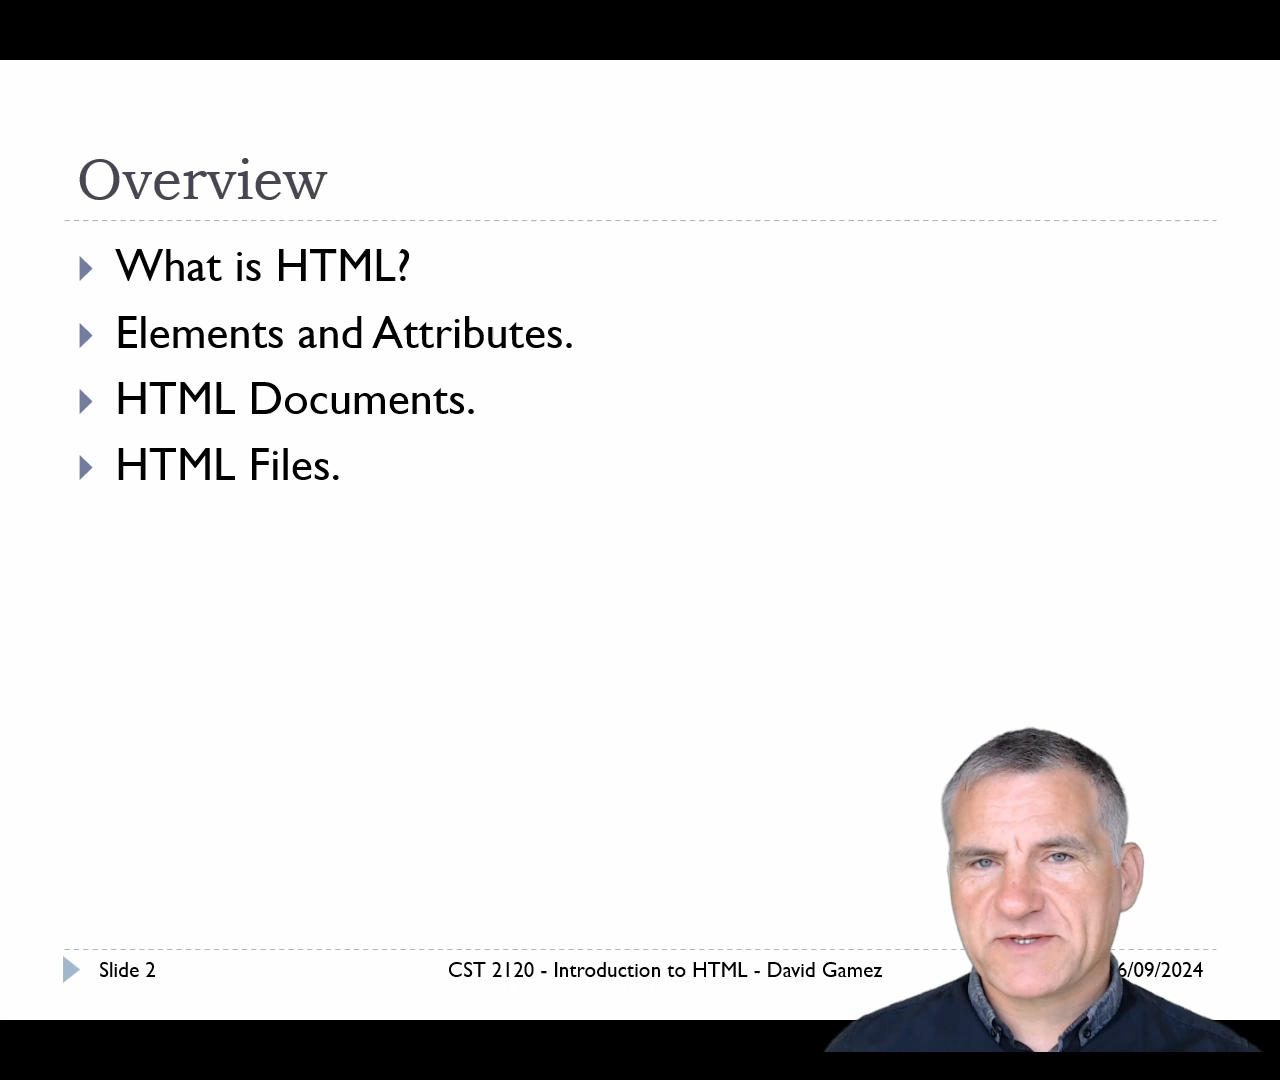 Overview
What is HTML?
Elements and Attributes.
HTML Documents.
HTML Files.
Slide 2
CST 2120 - Introduction to HTML - David Gamez
6/09/2024